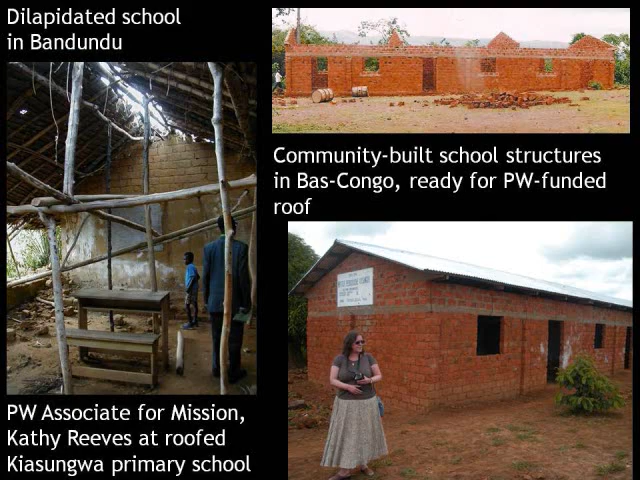 Dilapidated school
in Bandundu
Community-built school structures
in Bas-Congo, ready for PW-funded
roof
PW Associate for Mission,
Kathy Reeves at roofed
Kiasungwa primary school